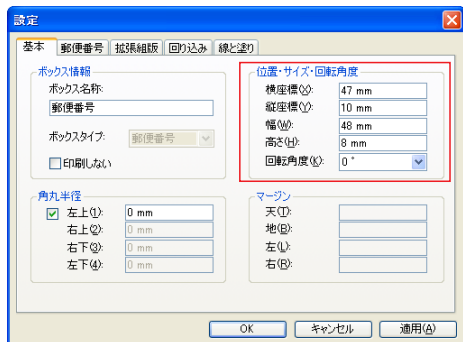 設定
基本 郵便番号 拡張組版 回り込み 線と塗り
ボックス情報
ボックス名称:
郵便番号
ボックスタイプ: 郵便番号
印刷しない
位置・サイズ・回転角度
横座標(X): 47 mm
縦座標(Y): 10 mm
幅(W): 48 mm
高さ(H): 8 mm
回転角度(K): 0 °
角丸半径
左上(1): 0 mm
右上(2): 0 mm
右下(3): 0 mm
左下(4): 0 mm
マージン
天(T):
地(B):
左(L):
右(R):
OK キャンセル 適用(A)